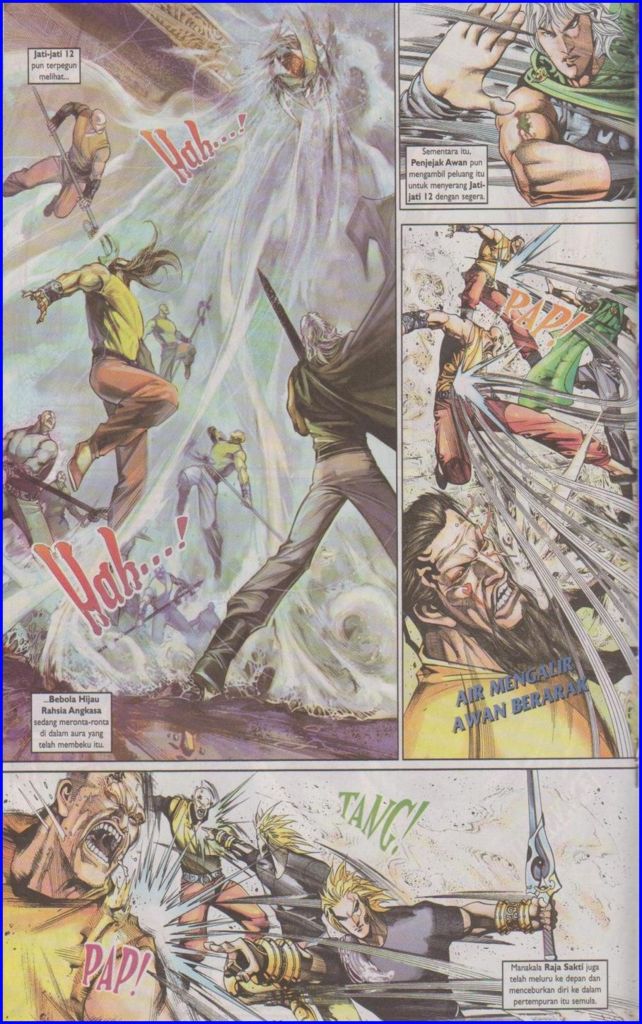 Jati-jati 12
pun terpegun
melihat...
Hah....!
Hah....!
...Bebola Hijau
Rahsia Angkasa
sedang meronta-ronta
di dalam aura yang
telah membeku itu.
Sementara itu,
Penjejak Awan pun
mengambil peluang itu
untuk menyerang Jati-
jati 12 dengan segera.
PAP!
AIR MENGALIR
AWAN BERARAK
TANG!
PAP!
Manakala Raja Sakti juga
telah meluru ke depan dan
menceburkan diri ke dalam
pertempuran itu semula.